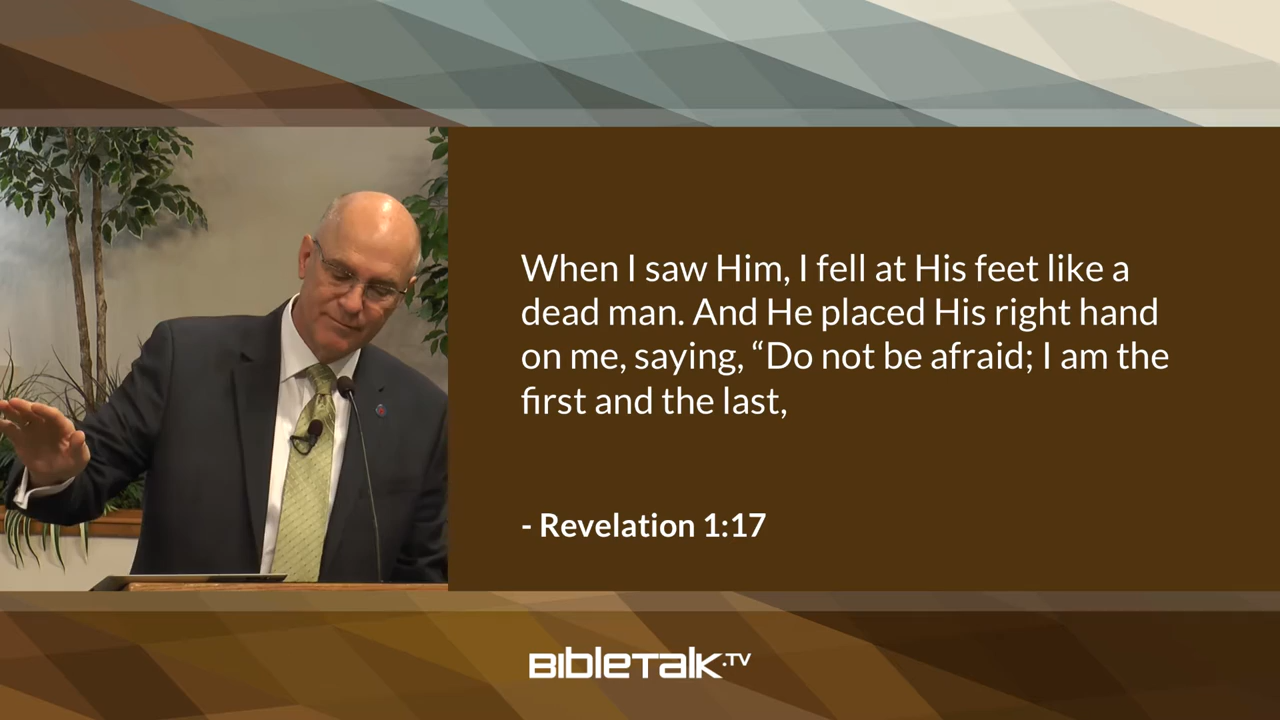 When I saw Him, I fell at His feet like a
dead man. And He placed His right hand
on me, saying, “Do not be afraid; I am the
first and the last,
- Revelation 1:17
BIBLETALK.TV